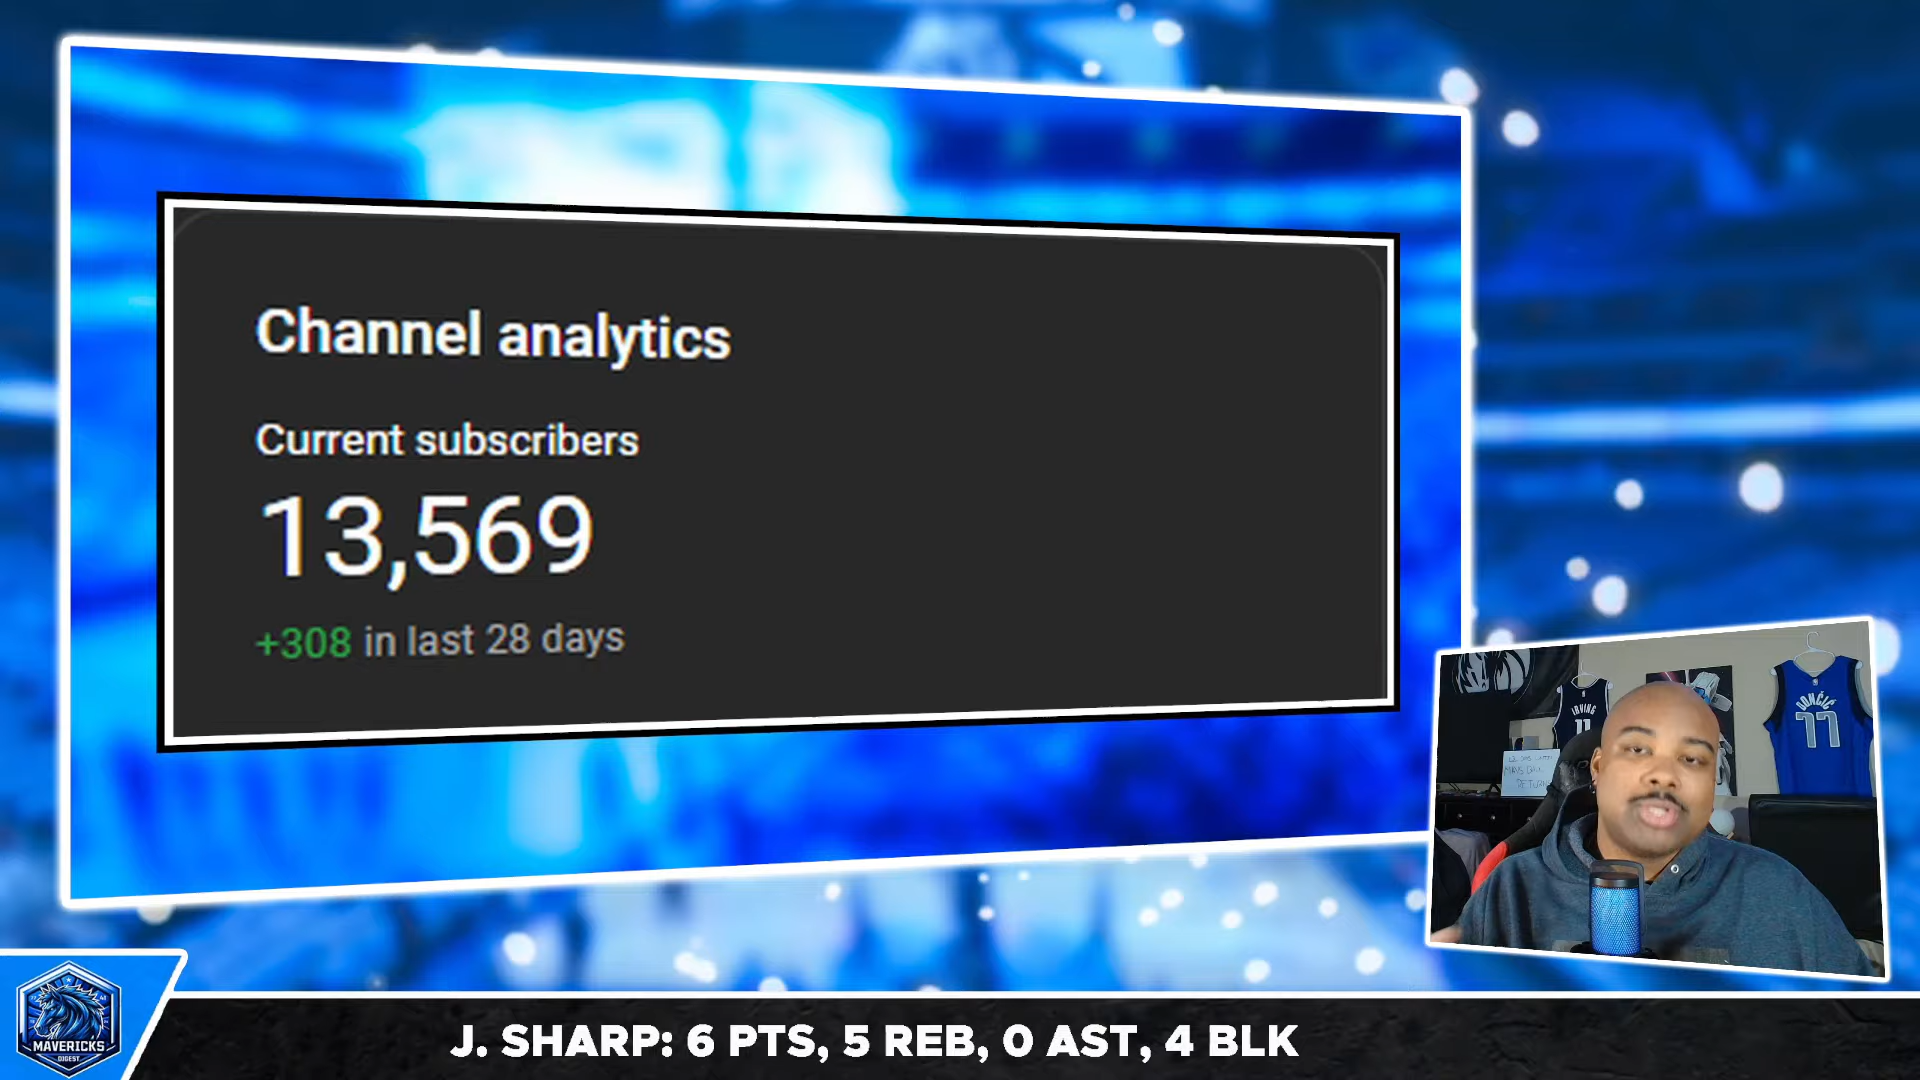 Channel analytics
Current subscribers
13,569
+308 in last 28 days
IRVING
11
DONČIĆ
77
MAVERICKS
DIGEST
J. SHARP: 6 PTS, 5 REB, 0 AST, 4 BLK